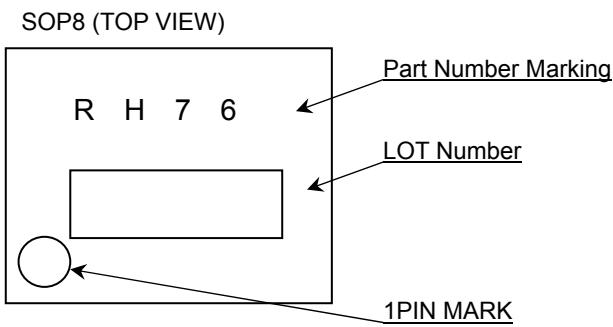 SOP8 (TOP VIEW)
Part Number Marking
R H 7 6
LOT Number
1PIN MARK